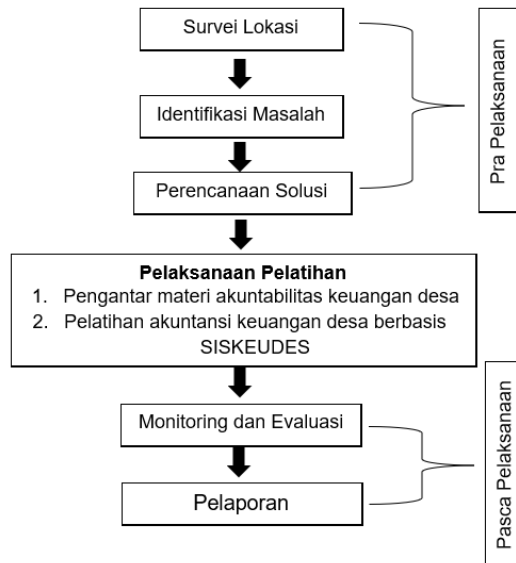 Survei Lokasi
Identifikasi Masalah
Perencanaan Solusi
Pra Pelaksanaan
Pelaksanaan Pelatihan
1. Pengantar materi akuntabilitas keuangan desa
2. Pelatihan akuntansi keuangan desa berbasis
SISKEUDES
Monitoring dan Evaluasi
Pelaporan
Pasca Pelaksanaan